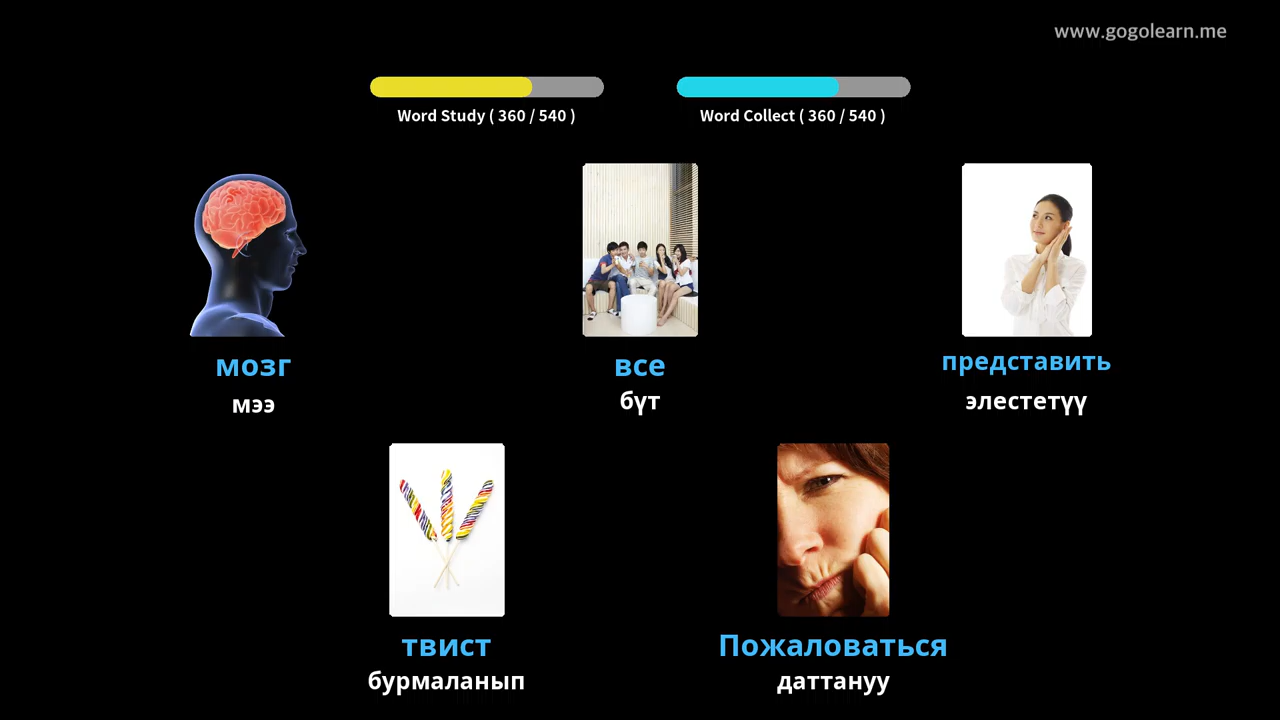 www.gogolearn.me
Word Study ( 360 / 540 )
Word Collect ( 360 / 540 )
мозг
мээ
все
бүт
представить
элестетүү
твист
бурмаланып
Пожаловаться
даттануу